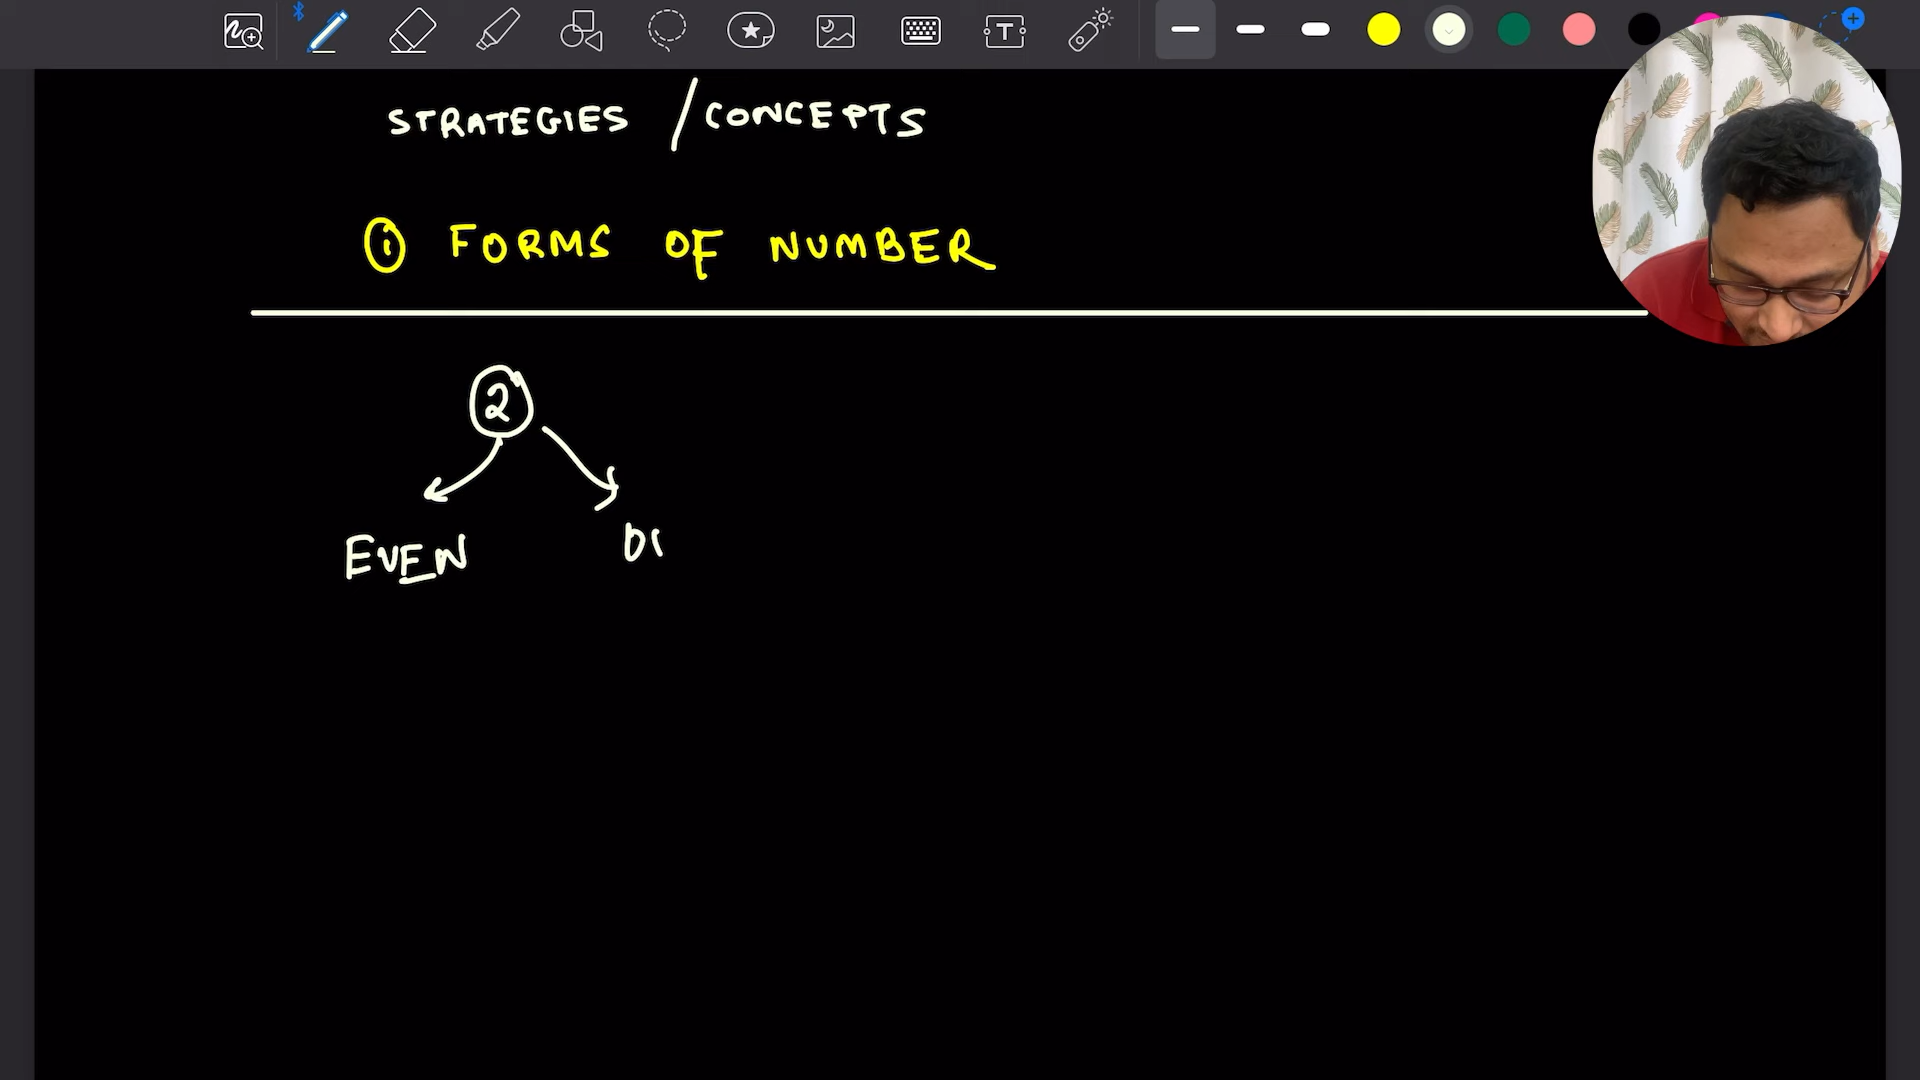 STRATEGIES / CONCEPTS
① FORMS OF NUMBER
2
EVEN